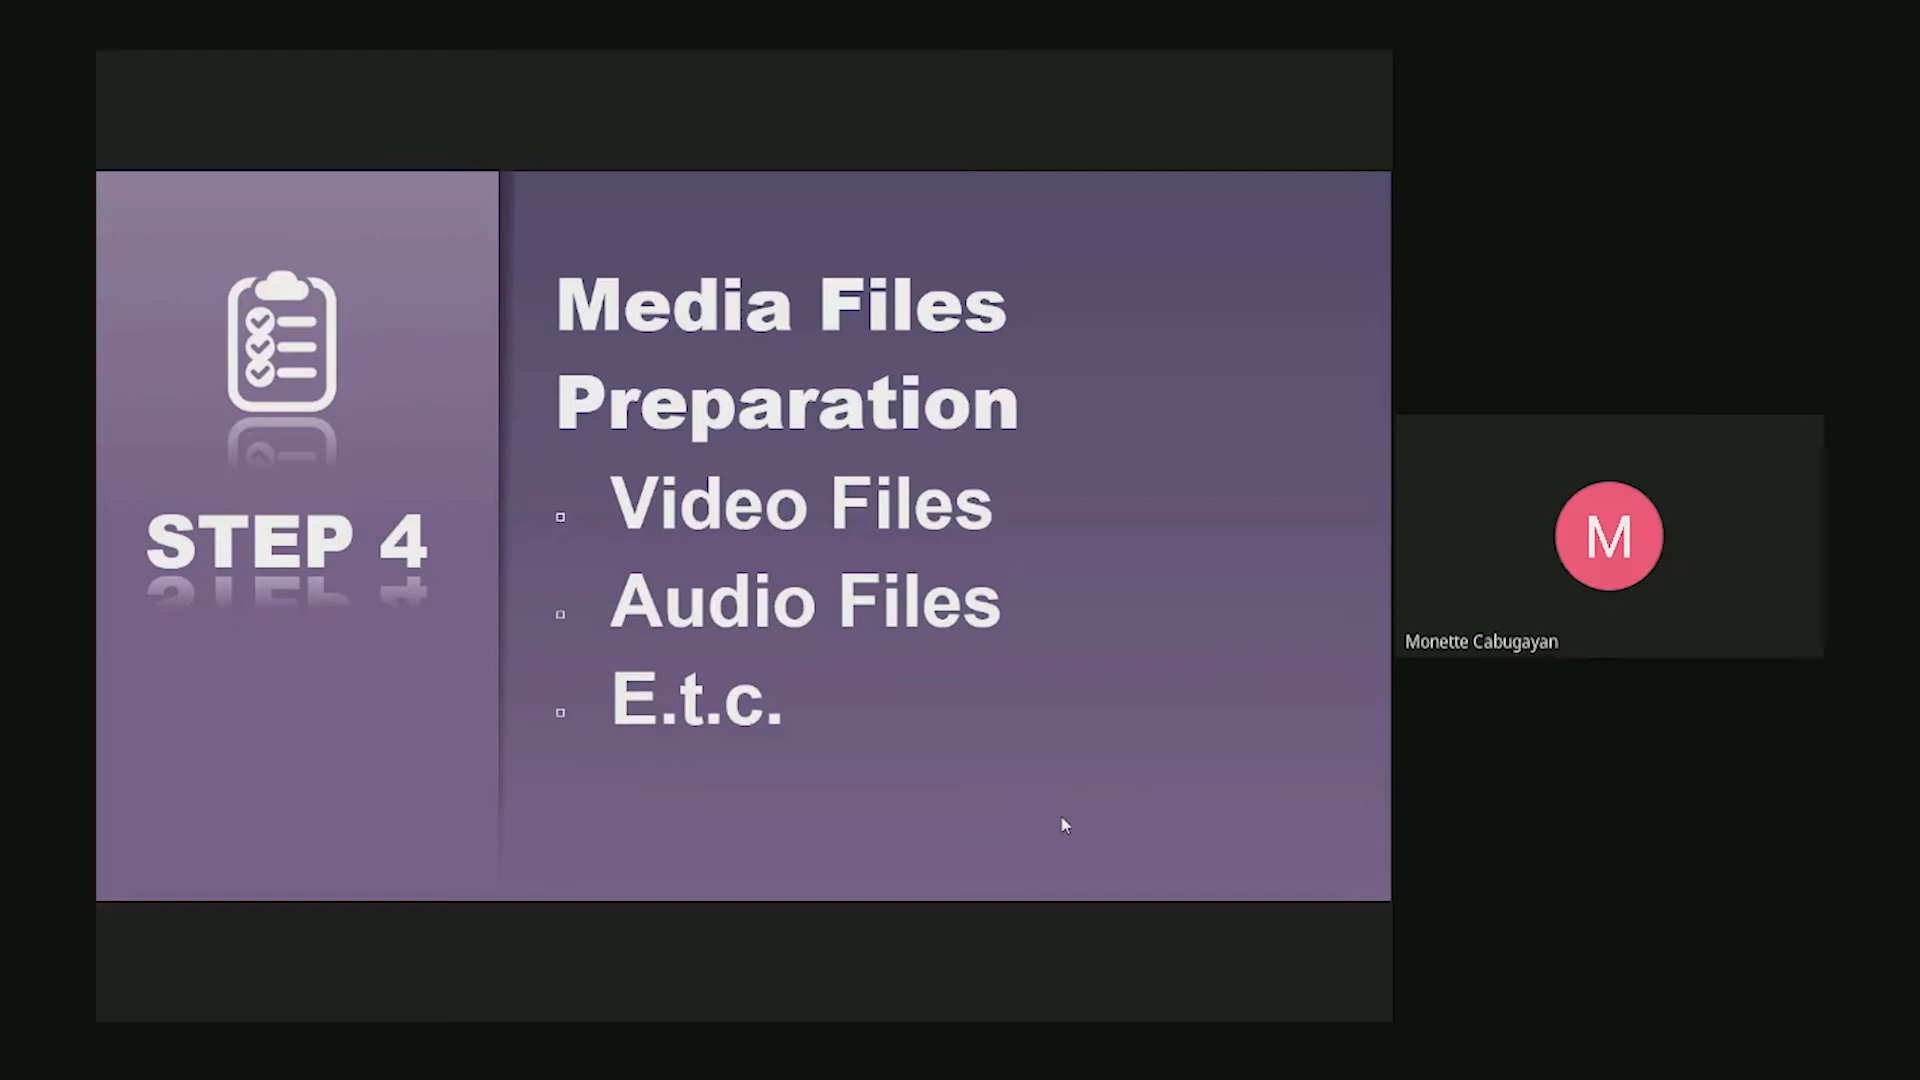 STEP 4
Media Files
Preparation
Video Files
Audio Files
E.t.c.
M
Monette Cabugayan